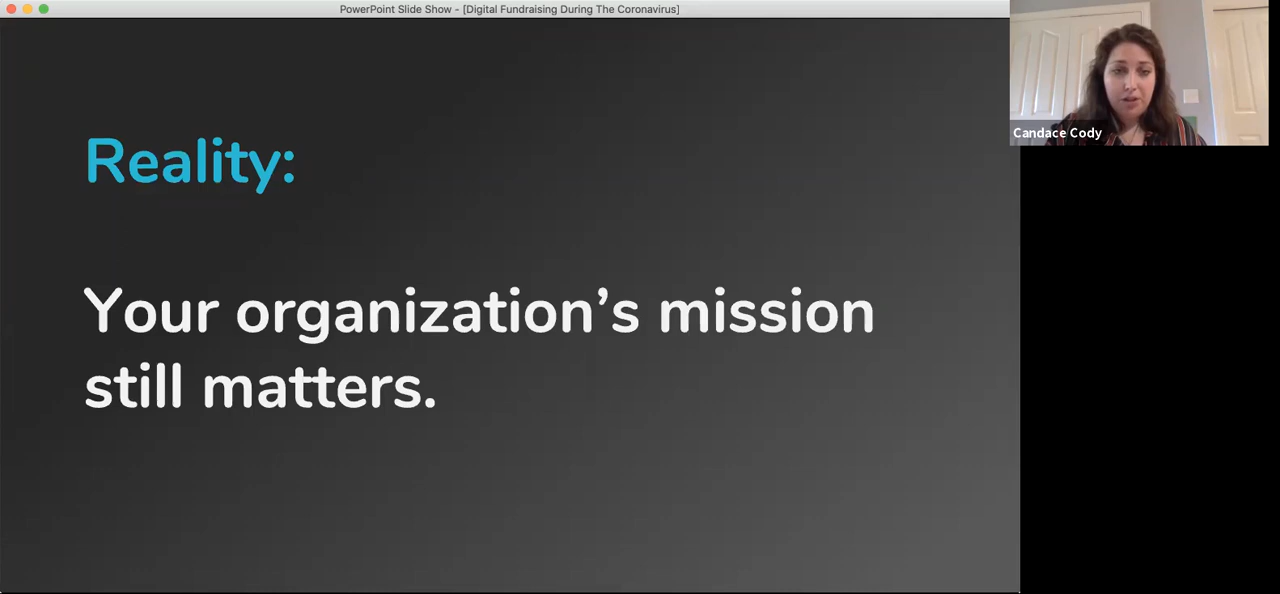 PowerPoint Slide Show - [Digital Fundraising During The Coronavirus]
Reality:
Your organization’s mission
still matters.
Candace Cody